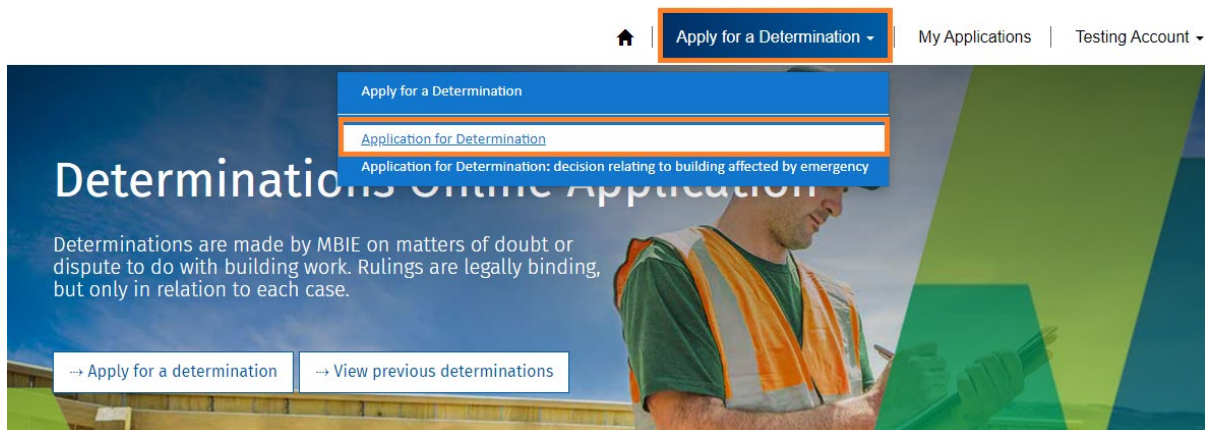 Apply for a Determination
My Applications
Testing Account
Apply for a Determination
Application for Determination
Application for Determination: decision relating to building affected by emergency
Determinations Online Application
Determinations are made by MBIE on matters of doubt or
dispute to do with building work. Rulings are legally binding,
but only in relation to each case.
Apply for a determination
View previous determinations